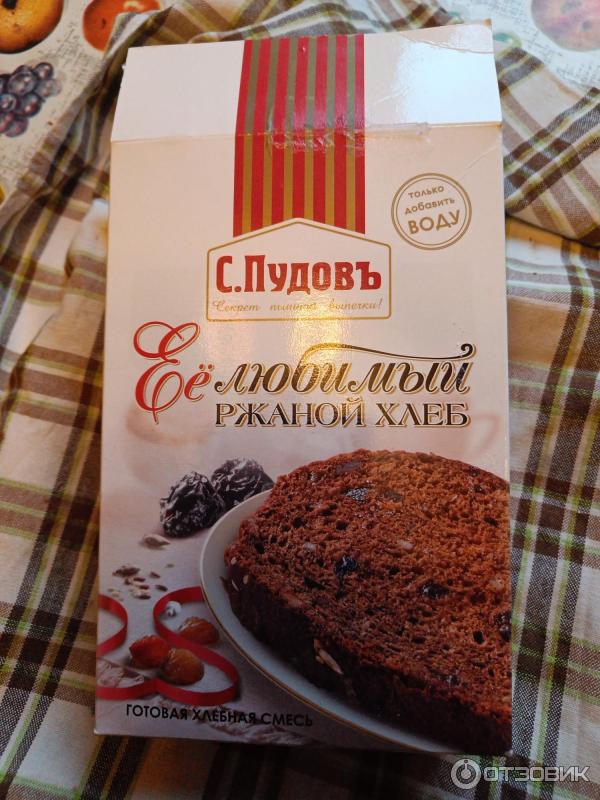 только
добавить
ВОДУ
С.Пудовъ
Секрет пышной выпечки!
Её любимый
РЖАНОЙ ХЛЕБ
ГОТОВАЯ ХЛЕБНАЯ СМЕСЬ
ОТЗОВИК